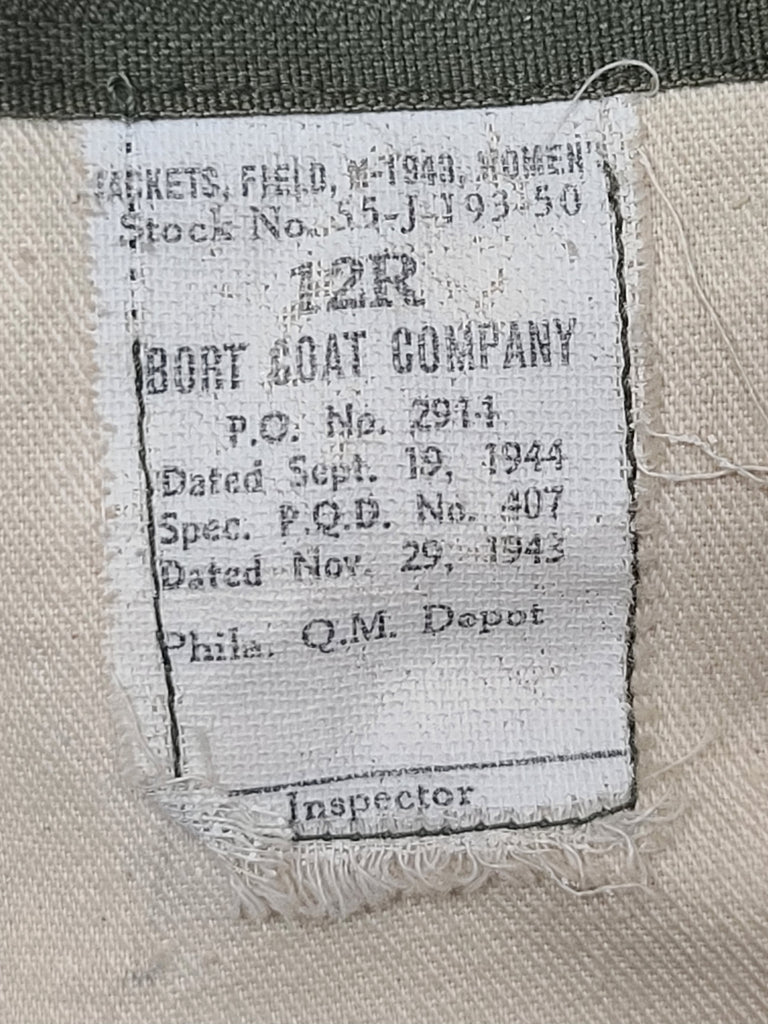 JACKETS, FIELD, M-1943, WOMEN'S
Stock No. 55-J-193-50
12R
BORT COAT COMPANY
P.O. No. 2914
Dated Sept. 19, 1944
Spec. P.Q.D. No. 407
Dated Nov. 29, 1943
Phila. Q.M. Depot
Inspector